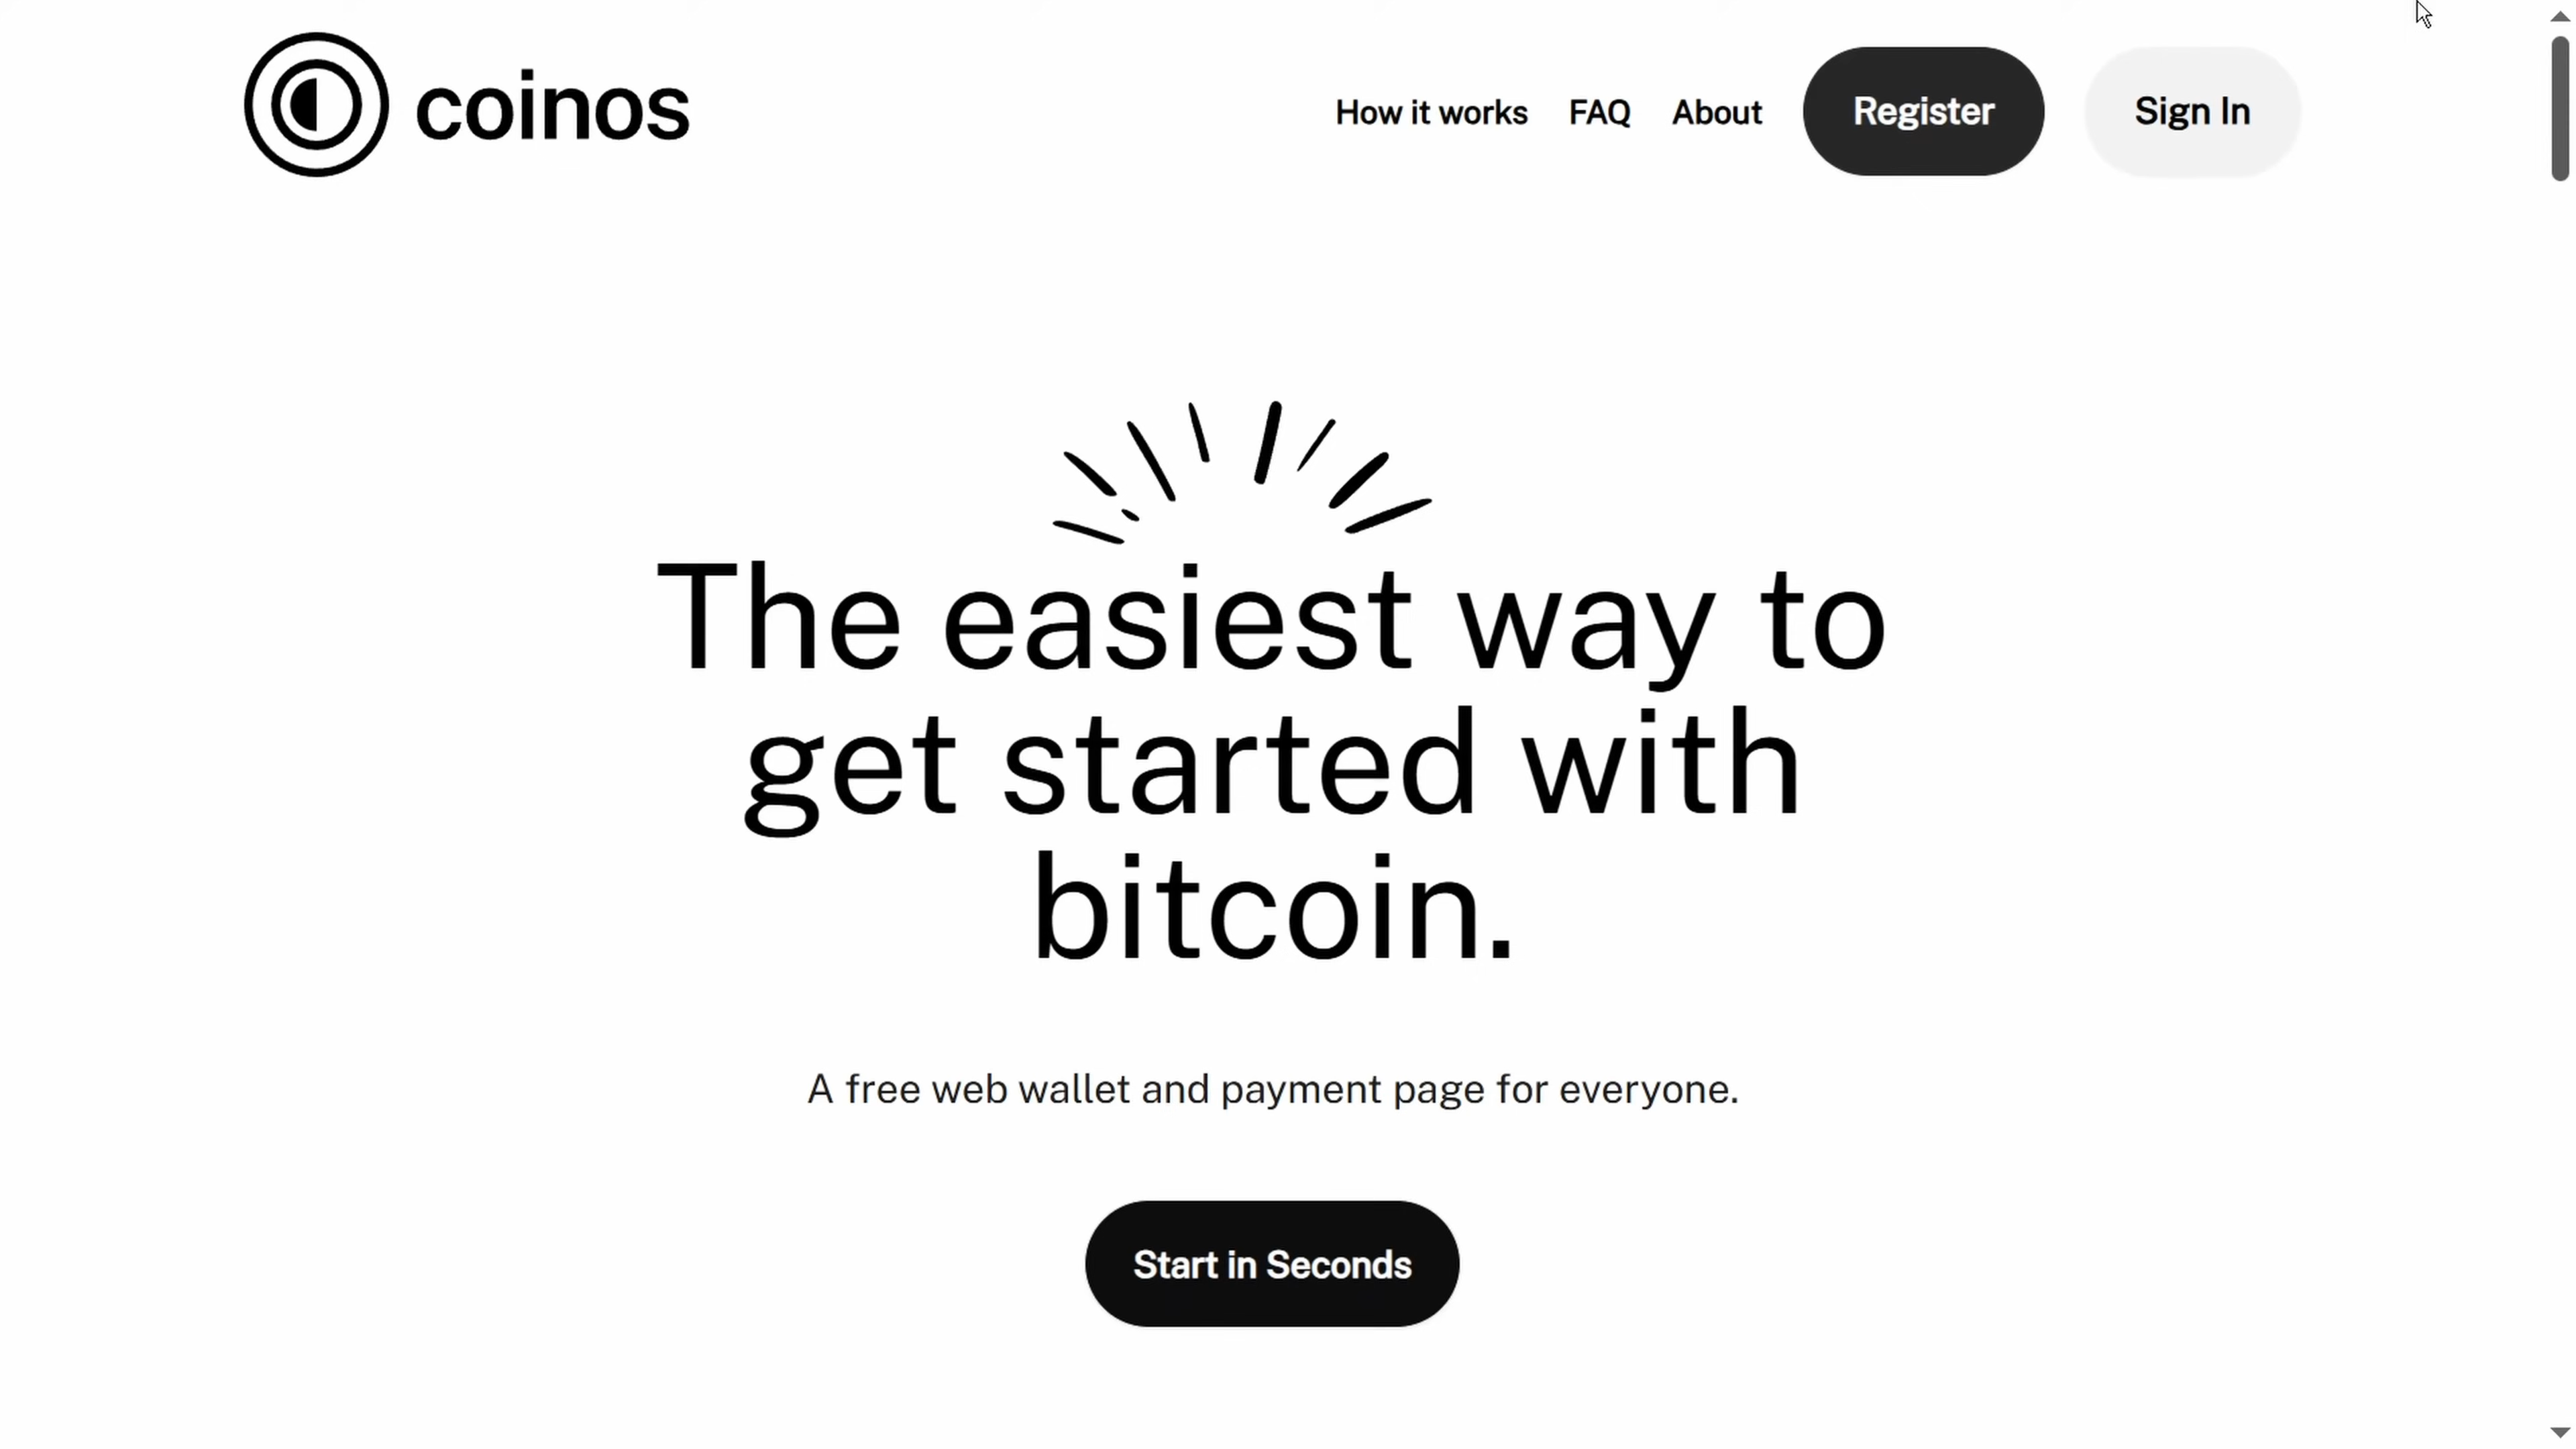 coinos
How it works FAQ About Register Sign In
The easiest way to
get started with
bitcoin.
A free web wallet and payment page for everyone.
Start in Seconds